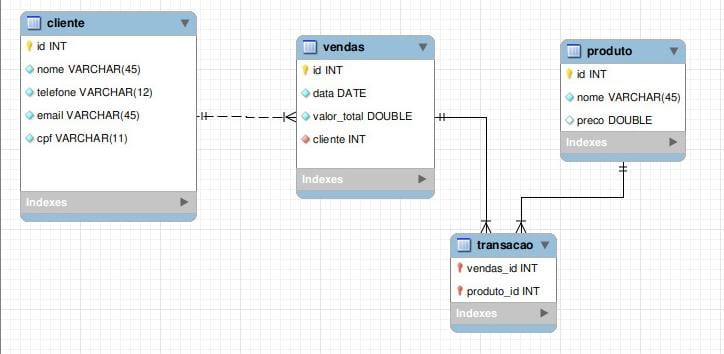 cliente
id INT
nome VARCHAR(45)
telefone VARCHAR(12)
email VARCHAR(45)
cpf VARCHAR(11)
Indexes
vendas
id INT
data DATE
valor_total DOUBLE
cliente INT
Indexes
produto
id INT
nome VARCHAR(45)
preco DOUBLE
Indexes
transacao
vendas_id INT
produto_id INT
Indexes